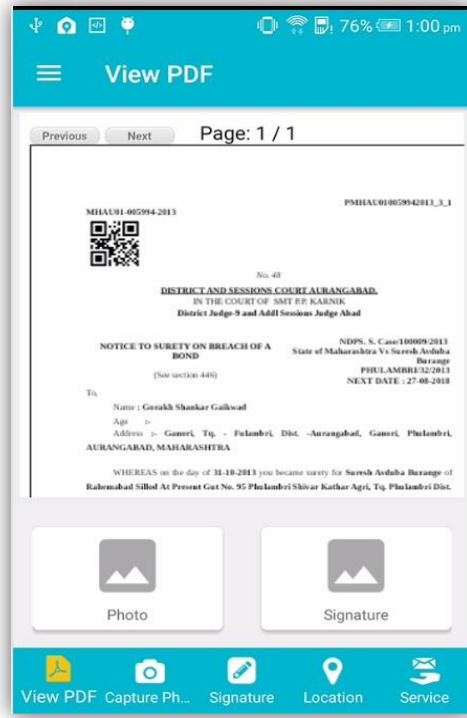 76% 1:00 pm
View PDF
Previous Next Page: 1 / 1
PMHAU010059942013_3_1
MHAU01-005994-2013
No. 48
DISTRICT AND SESSIONS COURT AURANGABAD.
IN THE COURT OF SMT P.P. KARNIK
District Judge-9 and Addl Sessions Judge Abad
NOTICE TO SURETY ON BREACH OF A
BOND
(See section 446)
NDPS. S. Case/100009/2013
State of Maharashtra Vs Suresh Avduba
Burange
PHULAMBRI/32/2013
NEXT DATE : 27-08-2018
To,
Name : Gorakh Shankar Gaikwad
Age :-
Address :- Ganori, Tq, - Fulambri, Dist. -Aurangabad, Ganori, Phulambri,
AURANGABAD, MAHARASHTRA
WHEREAS on the day of 31-10-2013 you became surety for Suresh Avduba Burange of
Rahemabad Sillod At Present Gut No. 95 Phulambri Shivar Kathar Agri, Tq. Phulambri Dist.
Photo Signature
View PDF Capture Ph... Signature Location Service